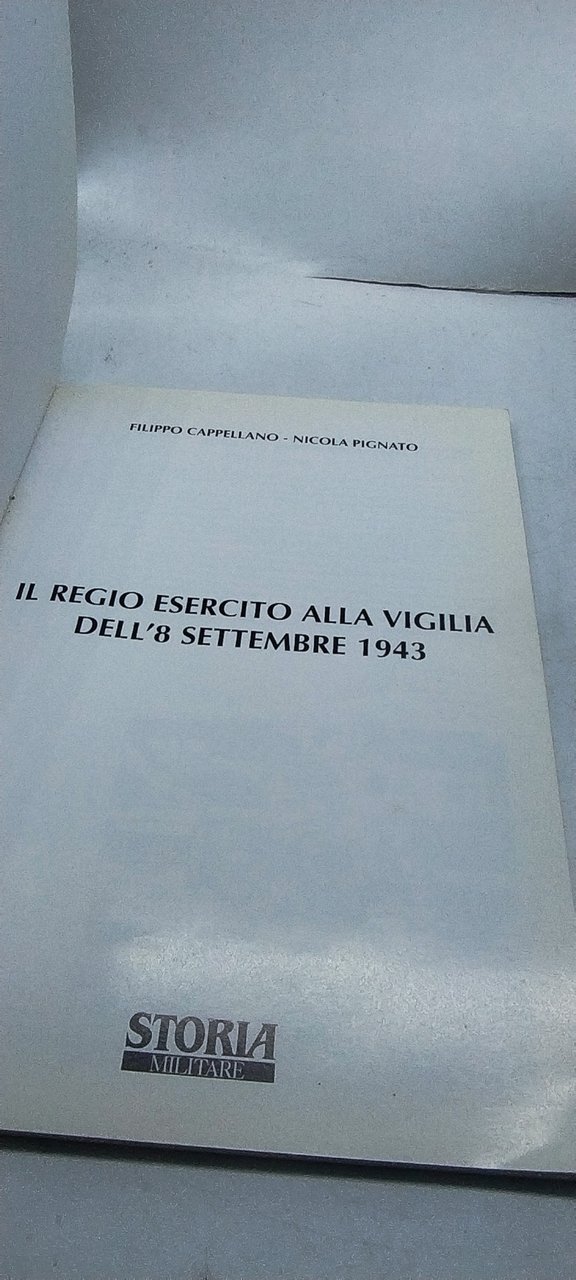 FILIPPO CAPPELLANO - NICOLA PIGNATO
IL REGIO ESERCITO ALLA VIGILIA
DELL'8 SETTEMBRE 1943
STORIA
MILITARE